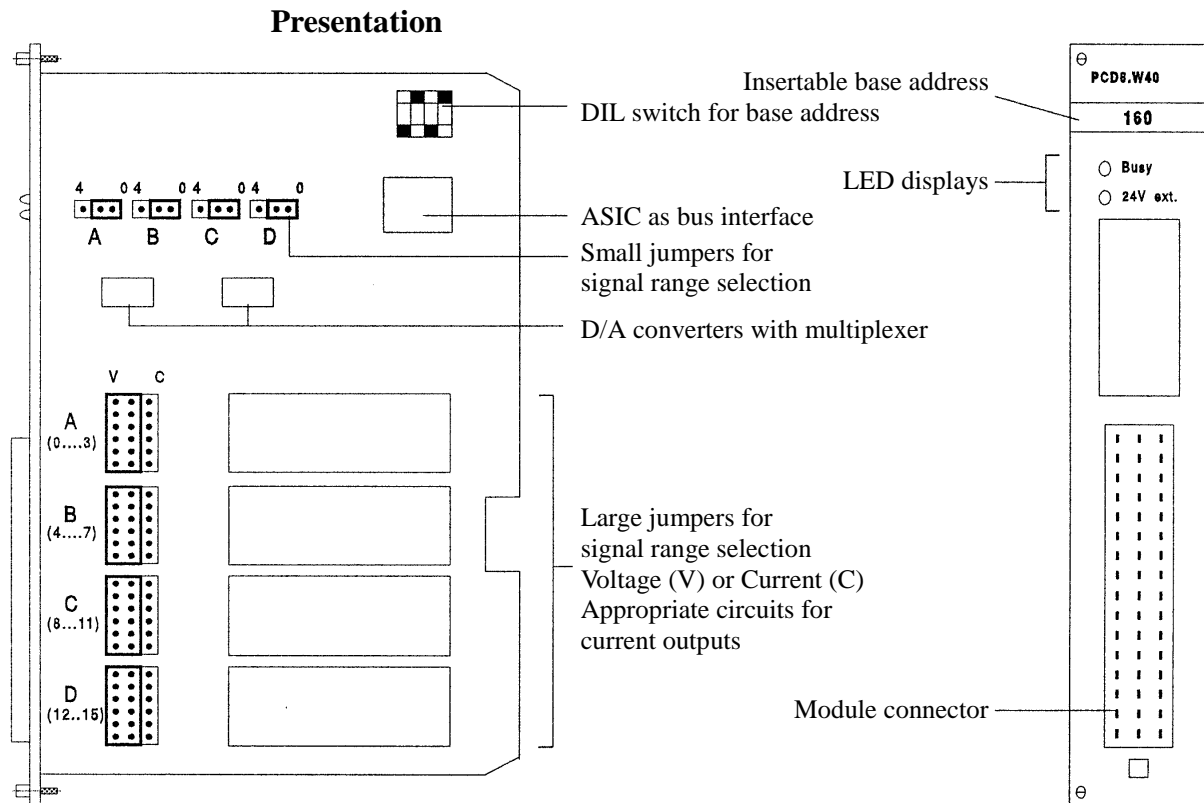 Presentation
Insertable base address
DIL switch for base address
PCD6.W40
160
LED displays
Busy
24V ext.
4 0 4 0 4 0 4 0
A B C D
ASIC as bus interface
Small jumpers for
signal range selection
D/A converters with multiplexer
V C
A
(0....3)
B
(4....7)
C
(8...11)
D
(12..15)
Large jumpers for
signal range selection
Voltage (V) or Current (C)
Appropriate circuits for
current outputs
Module connector